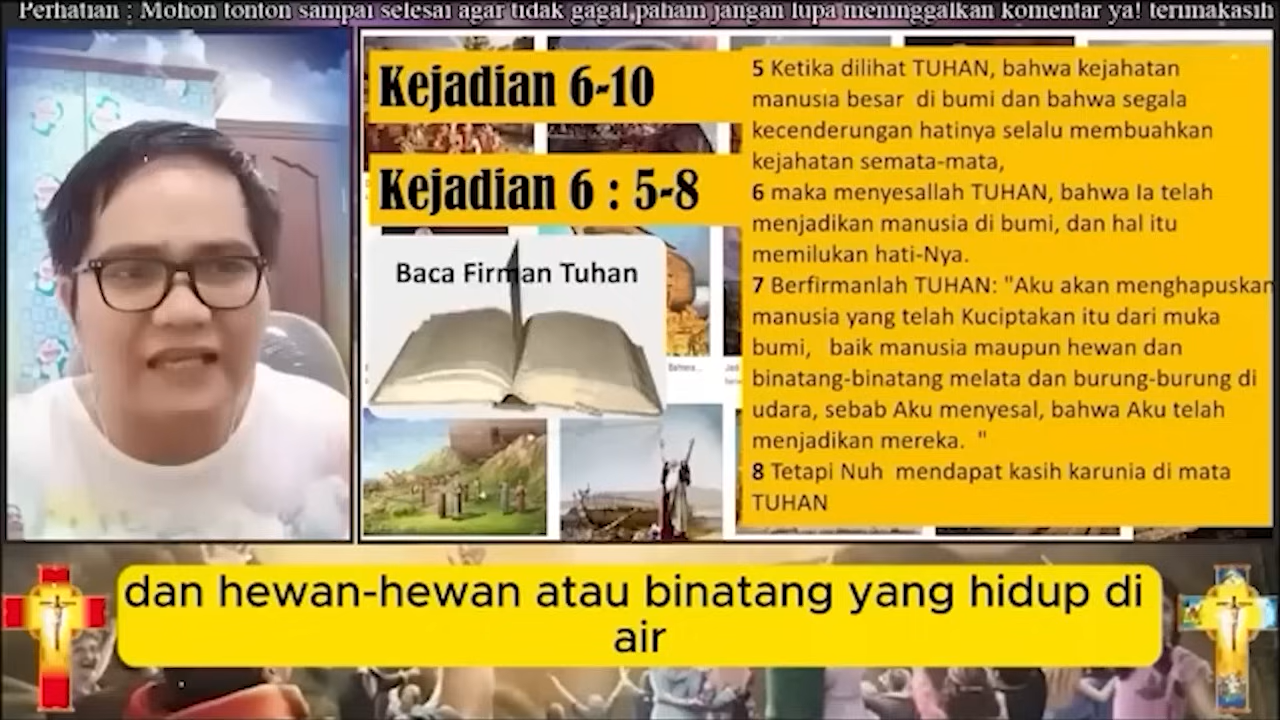 Perhatian : Mohon tonton sampai selesai agar tidak gagal paham jangan lupa meninggalkan komentar ya! terimakasih
Kejadian 6-10
Kejadian 6 : 5-8
Baca Firman Tuhan
5 Ketika dilihat TUHAN, bahwa kejahatan
manusia besar di bumi dan bahwa segala
kecenderungan hatinya selalu membuahkan
kejahatan semata-mata,
6 maka menyesallah TUHAN, bahwa Ia telah
menjadikan manusia di bumi, dan hal itu
memilukan hati-Nya.
7 Berfirmanlah TUHAN: "Aku akan menghapuskan
manusia yang telah Kuciptakan itu dari muka
bumi, baik manusia maupun hewan dan
binatang-binatang melata dan burung-burung di
udara, sebab Aku menyesal, bahwa Aku telah
menjadikan mereka. "
8 Tetapi Nuh mendapat kasih karunia di mata
TUHAN
dan hewan-hewan atau binatang yang hidup di
air